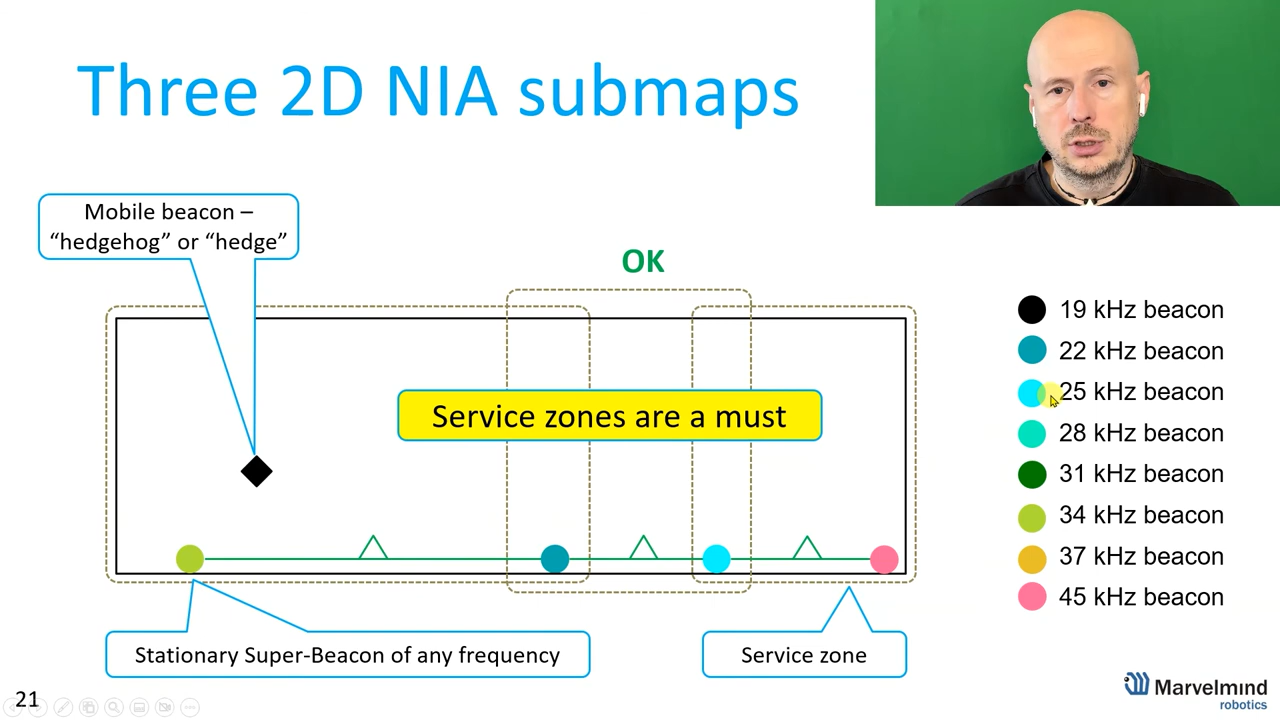 Three 2D NIA submaps
Mobile beacon –
“hedgehog” or “hedge”
OK
Service zones are a must
19 kHz beacon
22 kHz beacon
25 kHz beacon
28 kHz beacon
31 kHz beacon
34 kHz beacon
37 kHz beacon
45 kHz beacon
Stationary Super-Beacon of any frequency
Service zone
21
Marvelmind
robotics